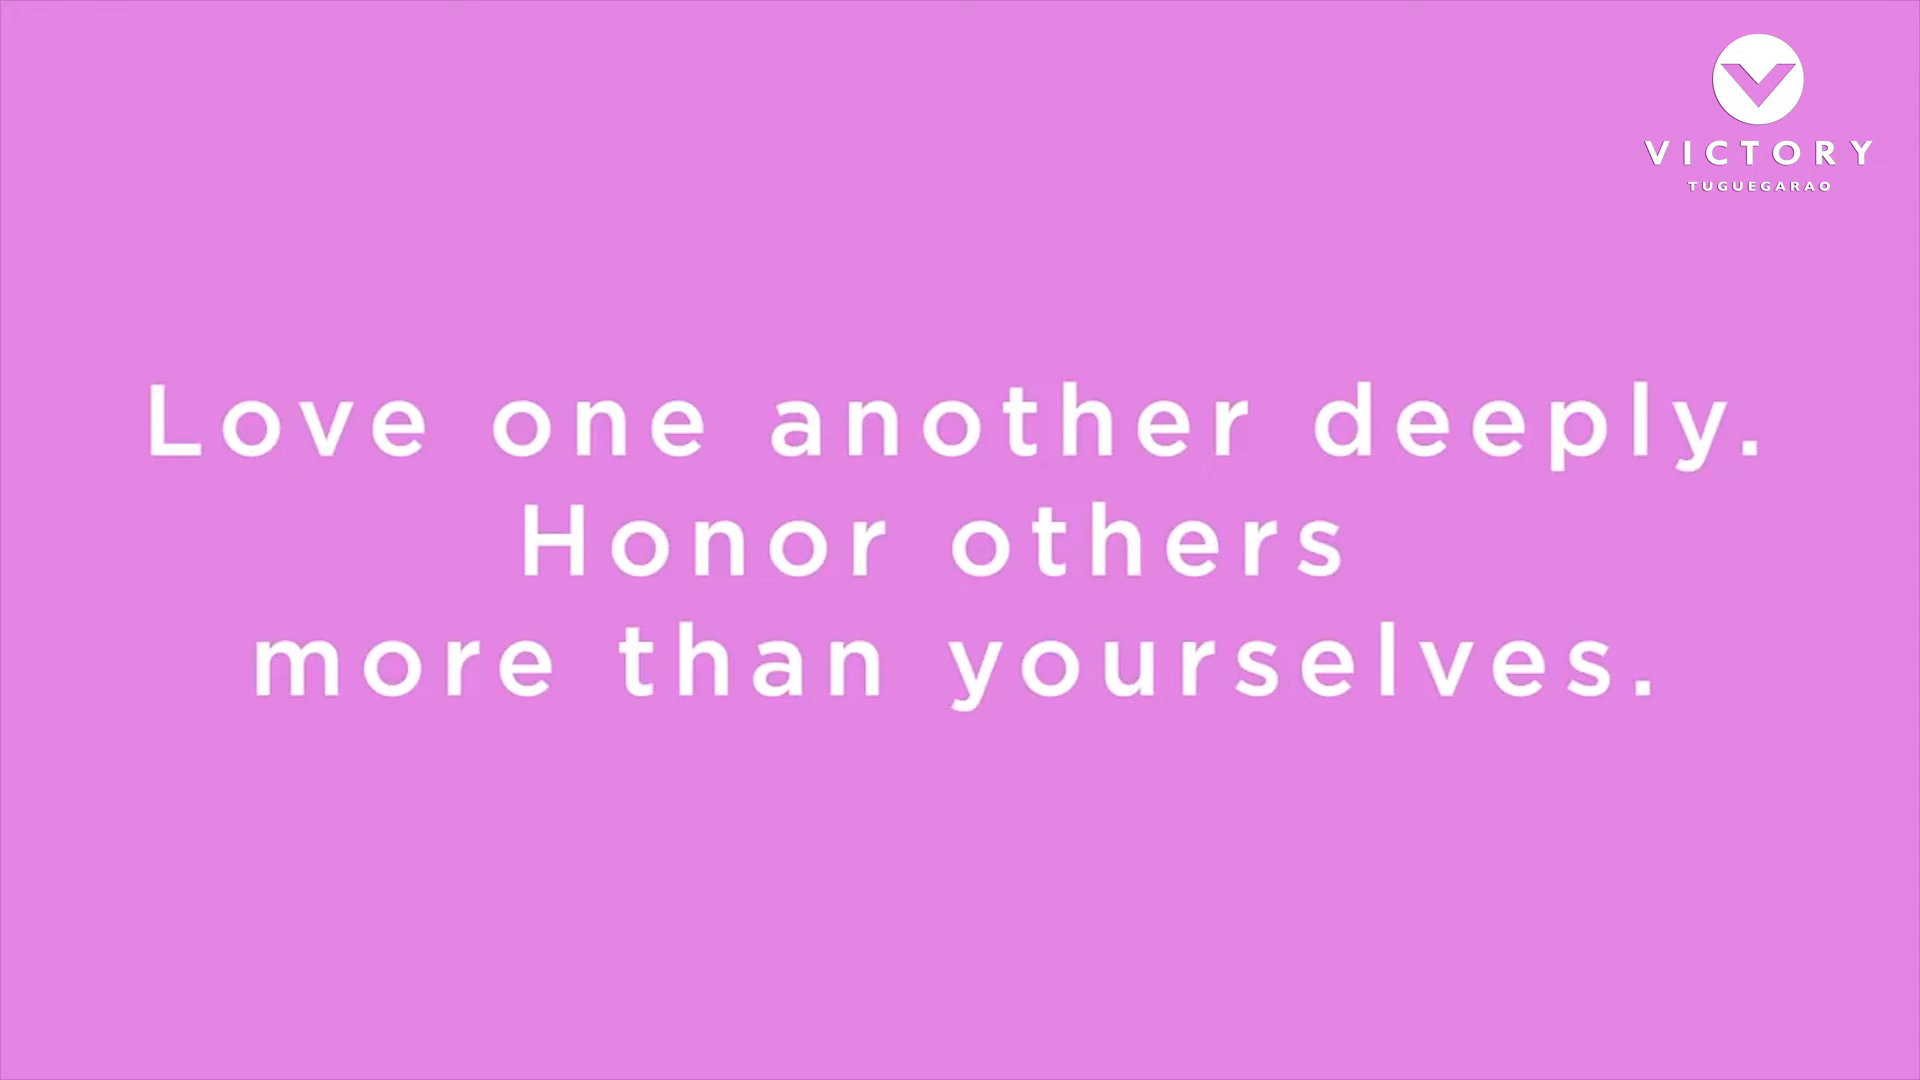 VICTORY
TUGUEGARAO
Love one another deeply.
Honor others
more than yourselves.